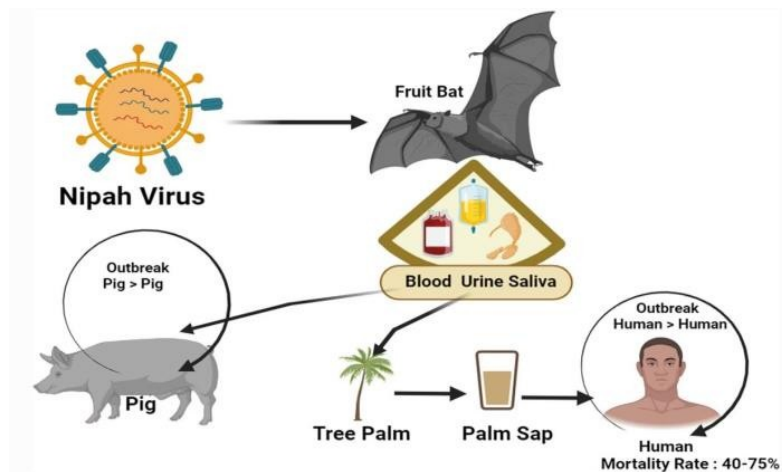 Fruit Bat
Nipah Virus
Blood Urine Saliva
Outbreak
Pig > Pig
Pig
Outbreak
Human > Human
Tree Palm
Palm Sap
Human
Mortality Rate : 40-75%